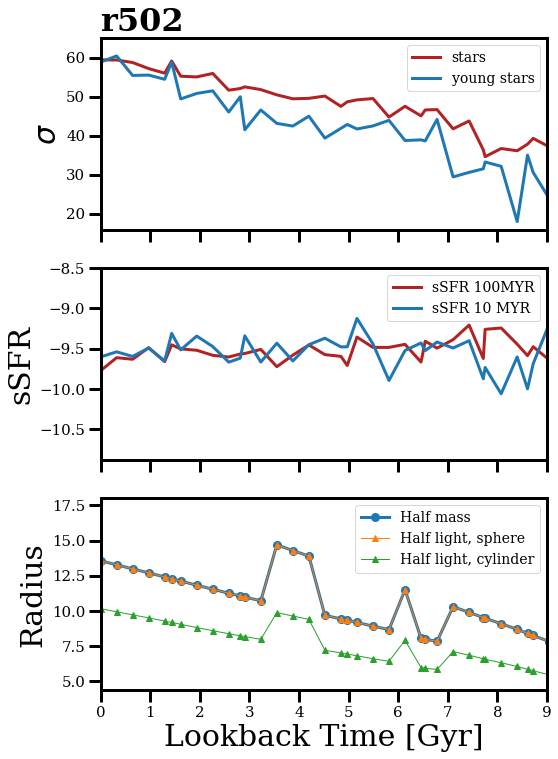 r502
60
50
40
30
20
σ
stars
young stars
−8.5
−9.0
−9.5
−10.0
−10.5
sSFR
sSFR 100MYR
sSFR 10 MYR
17.5
15.0
12.5
10.0
7.5
5.0
Radius
Half mass
Half light, sphere
Half light, cylinder
0 1 2 3 4 5 6 7 8 9
Lookback Time [Gyr]